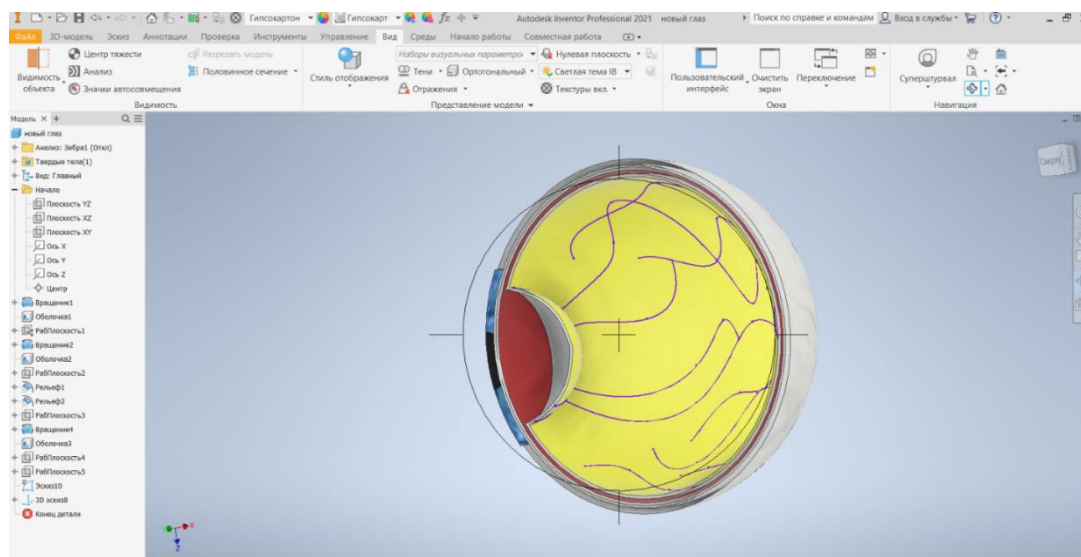 Гипсокартон
Гипсокарт
Autodesk Inventor Professional 2021 новый глаз
Поиск по справке и командам
Вход в службы
Файл 3D-модель Эскиз Аннотации Проверка Инструменты Управление Вид Среды Начало работы Совместная работа
Видимость объекта
Центр тяжести
Анализ
Значки автосовмещения
Разрезать модель
Половинное сечение
Видимость
Стиль отображения
Наборы визуальных параметров
Тени
Отражения
Ортогональный
Нулевая плоскость
Светлая тема IB
Текстуры вкл.
Представление модели
Пользовательский интерфейс
Очистить экран
Переключение
Окна
Суперштурвал
Навигация
Модель
новый глаз
Анализ: Зебра1 (Откл)
Твердые тела(1)
Вид: Главный
Начало
Плоскость YZ
Плоскость XZ
Плоскость XY
Ось X
Ось Y
Ось Z
Центр
Вращение1
Оболочка1
РабПлоскость1
Вращение2
Оболочка2
РабПлоскость2
Рельеф1
Рельеф2
РабПлоскость3
Вращение4
Оболочка3
РабПлоскость4
РабПлоскость5
Эскиз10
3D эскиз8
Конец детали
Сверху
X
Z